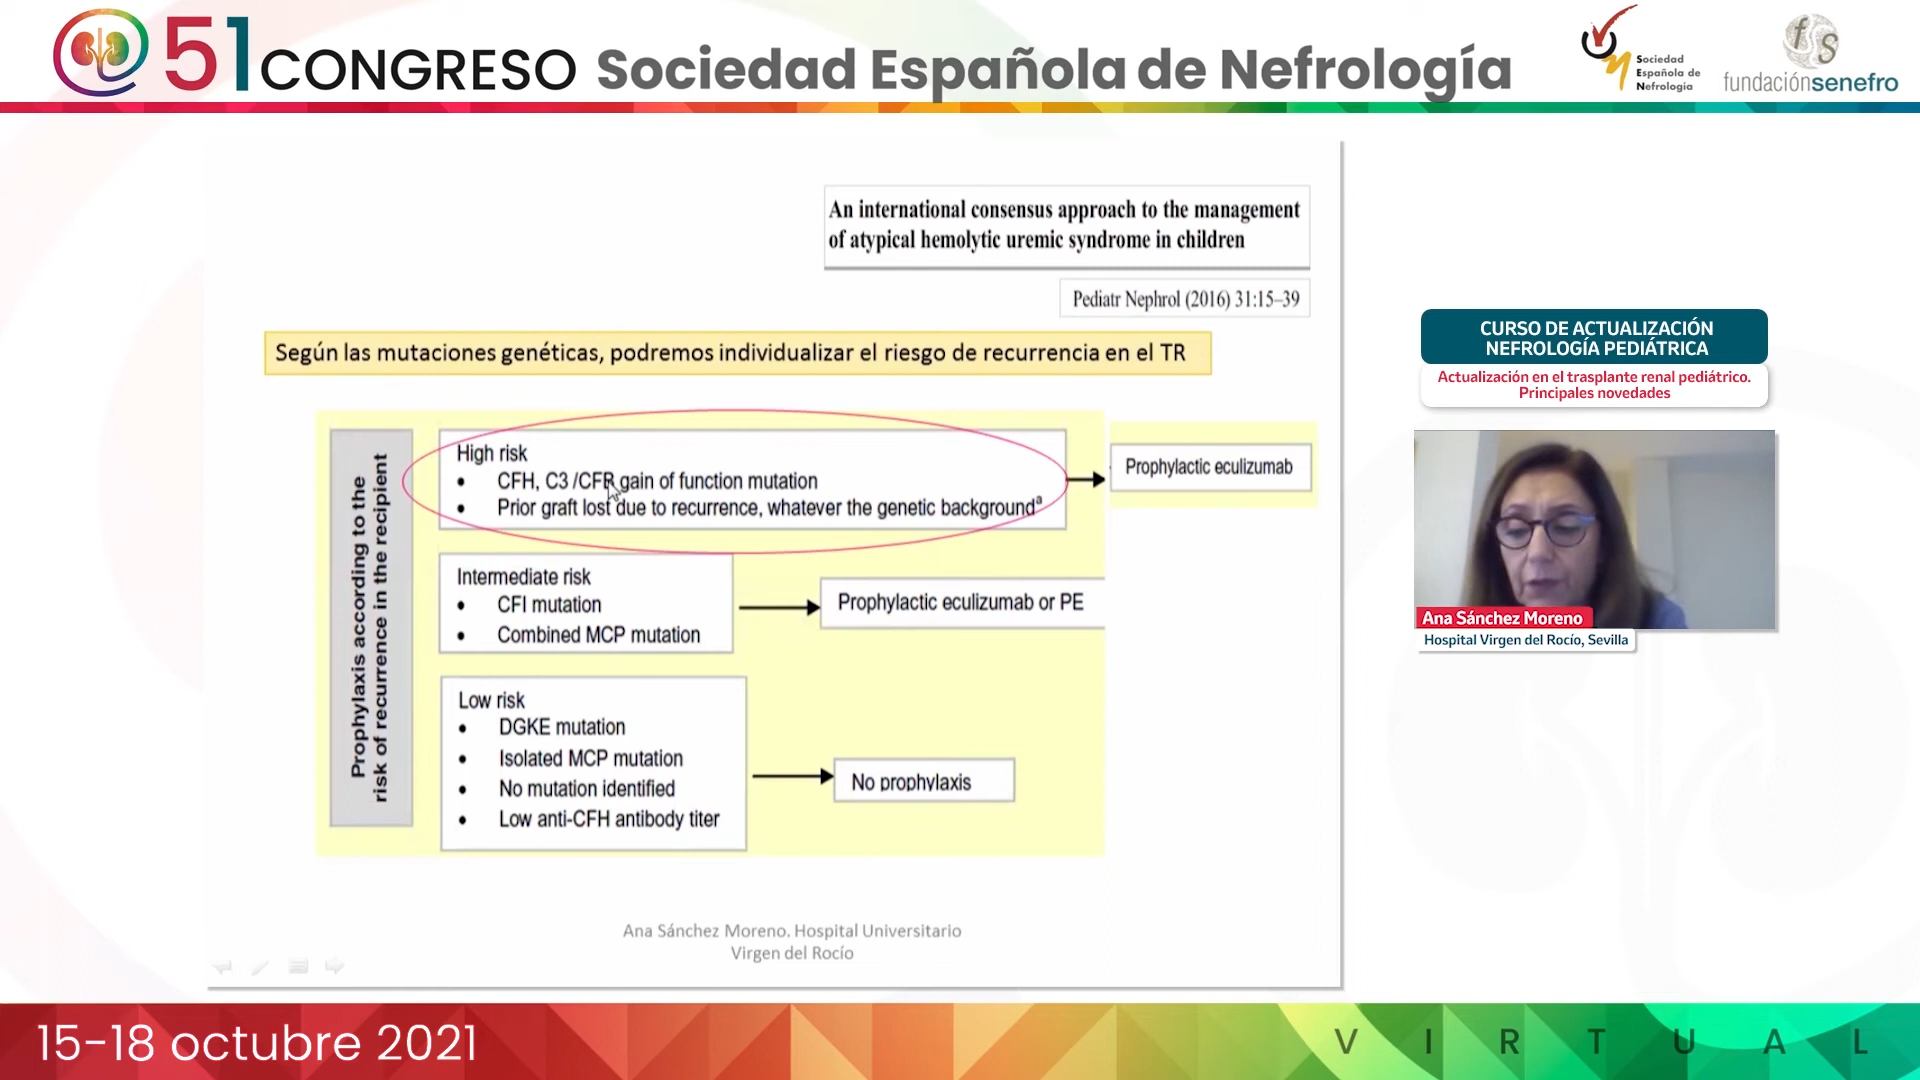 51 CONGRESO Sociedad Española de Nefrología
Sociedad
Española de
Nefrología
fundaciónsenefro
An international consensus approach to the management
of atypical hemolytic uremic syndrome in children
Pediatr Nephrol (2016) 31:15–39
Según las mutaciones genéticas, podremos individualizar el riesgo de recurrencia en el TR
Prophylaxis according to the
risk of recurrence in the recipient
High risk
• CFH, C3 /CFB gain of function mutation
• Prior graft lost due to recurrence, whatever the genetic backgroundª
Prophylactic eculizumab
Intermediate risk
• CFI mutation
• Combined MCP mutation
Prophylactic eculizumab or PE
Low risk
• DGKE mutation
• Isolated MCP mutation
• No mutation identified
• Low anti-CFH antibody titer
No prophylaxis
Ana Sánchez Moreno. Hospital Universitario
Virgen del Rocío
CURSO DE ACTUALIZACIÓN
NEFROLOGÍA PEDIÁTRICA
Actualización en el trasplante renal pediátrico.
Principales novedades
Ana Sánchez Moreno
Hospital Virgen del Rocío, Sevilla
15-18 octubre 2021
VIRTUAL